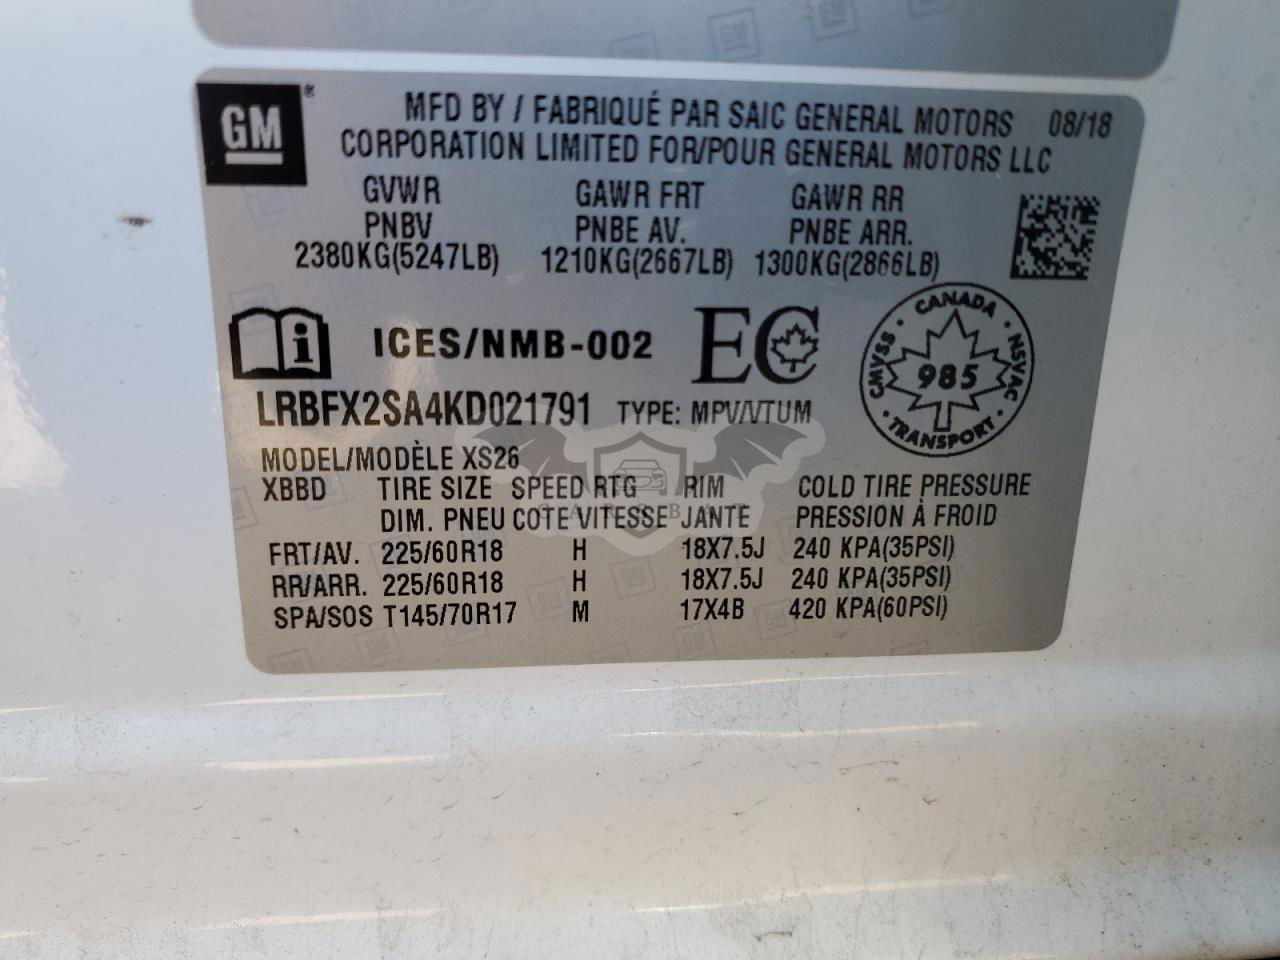 GM
MFD BY / FABRIQUÉ PAR SAIC GENERAL MOTORS 08/18
CORPORATION LIMITED FOR/POUR GENERAL MOTORS LLC
GVWR GAWR FRT GAWR RR
PNBV PNBE AV. PNBE ARR.
2380KG(5247LB) 1210KG(2667LB) 1300KG(2866LB)
ICES/NMB-002 EC
CANADA CMVSS NSVAC 985 TRANSPORT
LRBFX2SA4KD021791 TYPE: MPV/VTUM
MODEL/MODÈLE XS26
XBBD TIRE SIZE SPEED RTG RIM COLD TIRE PRESSURE
DIM. PNEU COTE VITESSE JANTE PRESSION À FROID
FRT/AV. 225/60R18 H 18X7.5J 240 KPA(35PSI)
RR/ARR. 225/60R18 H 18X7.5J 240 KPA(35PSI)
SPA/SOS T145/70R17 M 17X4B 420 KPA(60PSI)